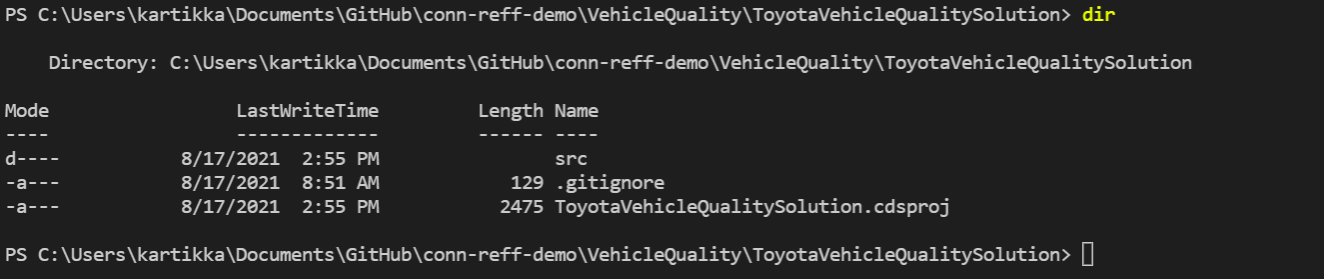 PS C:\Users\kartikka\Documents\GitHub\conn-reff-demo\VehicleQuality\ToyotaVehicleQualitySolution> dir
Directory: C:\Users\kartikka\Documents\GitHub\conn-reff-demo\VehicleQuality\ToyotaVehicleQualitySolution
Mode LastWriteTime Length Name
---- ------------- ------ ----
d---- 8/17/2021 2:55 PM src
-a--- 8/17/2021 8:51 AM 129 .gitignore
-a--- 8/17/2021 2:55 PM 2475 ToyotaVehicleQualitySolution.cdsproj
PS C:\Users\kartikka\Documents\GitHub\conn-reff-demo\VehicleQuality\ToyotaVehicleQualitySolution>